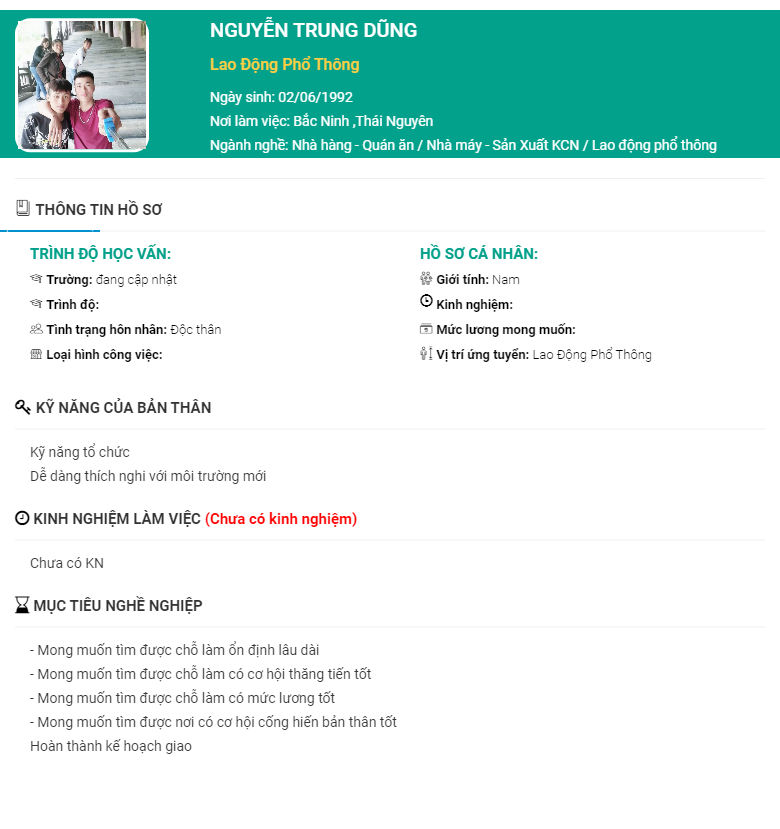 NGUYỄN TRUNG DŨNG
Lao Động Phổ Thông
Ngày sinh: 02/06/1992
Nơi làm việc: Bắc Ninh ,Thái Nguyên
Ngành nghề: Nhà hàng - Quán ăn / Nhà máy - Sản Xuất KCN / Lao động phổ thông
THÔNG TIN HỒ SƠ
TRÌNH ĐỘ HỌC VẤN:
Trường: đang cập nhật
Trình độ:
Tình trạng hôn nhân: Độc thân
Loại hình công việc:
HỒ SƠ CÁ NHÂN:
Giới tính: Nam
Kinh nghiệm:
Mức lương mong muốn:
Vị trí ứng tuyển: Lao Động Phổ Thông
KỸ NĂNG CỦA BẢN THÂN
Kỹ năng tổ chức
Dễ dàng thích nghi với môi trường mới
KINH NGHIỆM LÀM VIỆC (Chưa có kinh nghiệm)
Chưa có KN
MỤC TIÊU NGHỀ NGHIỆP
- Mong muốn tìm được chỗ làm ổn định lâu dài
- Mong muốn tìm được chỗ làm có cơ hội thăng tiến tốt
- Mong muốn tìm được chỗ làm có mức lương tốt
- Mong muốn tìm được nơi có cơ hội cống hiến bản thân tốt
Hoàn thành kế hoạch giao